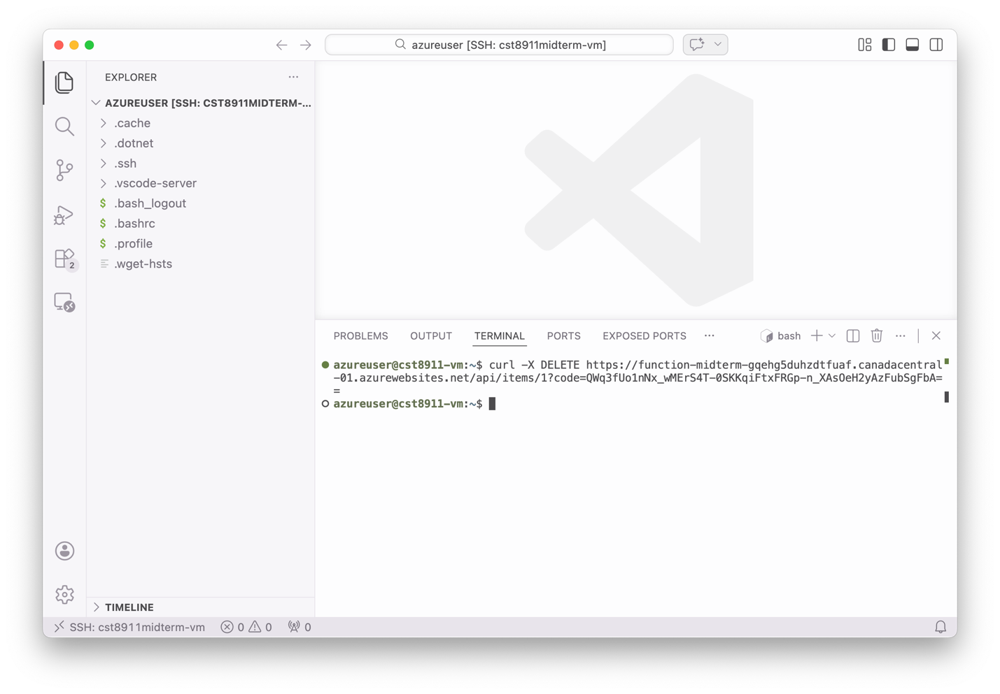 azureuser [SSH: cst8911midterm-vm]
EXPLORER
AZUREUSER [SSH: CST8911MIDTERM-...
.cache
.dotnet
.ssh
.vscode-server
$ .bash_logout
$ .bashrc
$ .profile
.wget-hsts
2
TIMELINE
PROBLEMS OUTPUT TERMINAL PORTS EXPOSED PORTS ... bash
azureuser@cst8911-vm:~$ curl -X DELETE https://function-midterm-gqehg5duhzdtfuaf.canadacentral
-01.azurewebsites.net/api/items/1?code=QWq3fUo1nNx_wMErS4T-0SKKqiFtxFRGp-n_XAsOeH2yAzFubSgFbA=
=
azureuser@cst8911-vm:~$
SSH: cst8911midterm-vm 0 0 0